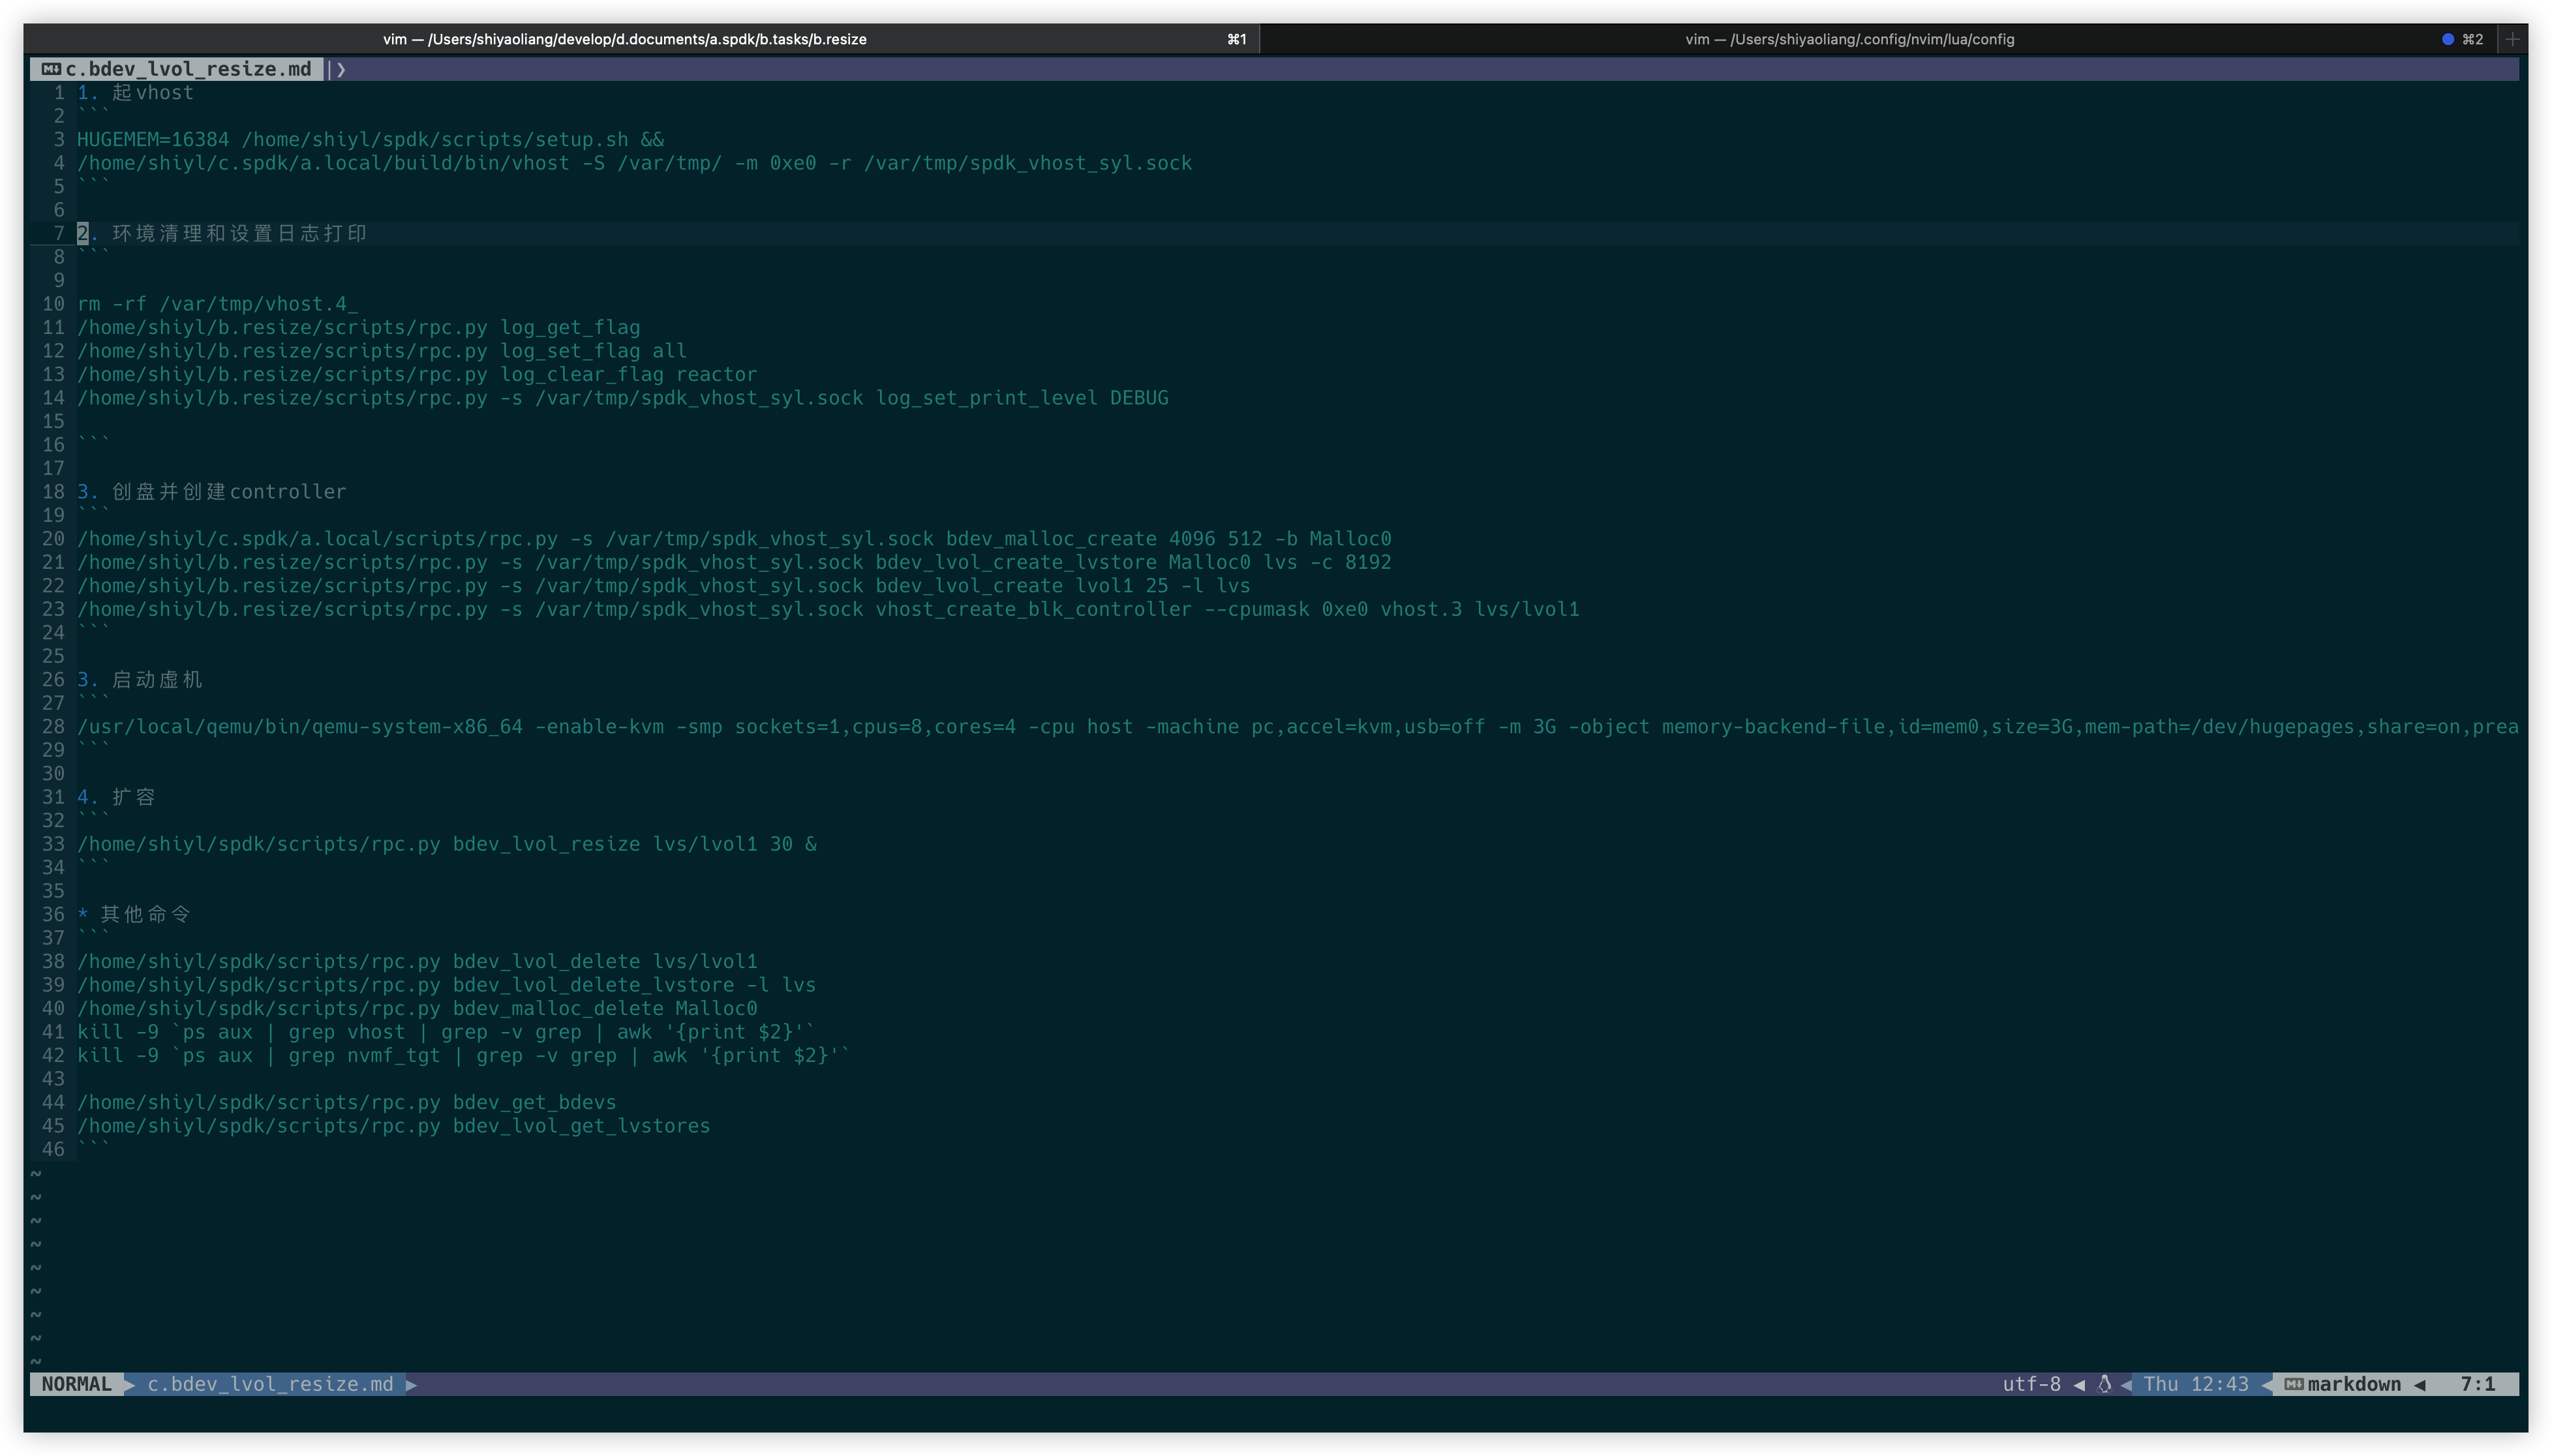 vim — /Users/shiyaoliang/develop/d.documents/a.spdk/b.tasks/b.resize ⌘1 vim — /Users/shiyaoliang/.config/nvim/lua/config ⌘2 +
c.bdev_lvol_resize.md
1 1. 起vhost
2 ```
3 HUGEMEM=16384 /home/shiyl/spdk/scripts/setup.sh &&
4 /home/shiyl/c.spdk/a.local/build/bin/vhost -S /var/tmp/ -m 0xe0 -r /var/tmp/spdk_vhost_syl.sock
5 ```
6
7 2. 环境清理和设置日志打印
8 ```
9
10 rm -rf /var/tmp/vhost.4_
11 /home/shiyl/b.resize/scripts/rpc.py log_get_flag
12 /home/shiyl/b.resize/scripts/rpc.py log_set_flag all
13 /home/shiyl/b.resize/scripts/rpc.py log_clear_flag reactor
14 /home/shiyl/b.resize/scripts/rpc.py -s /var/tmp/spdk_vhost_syl.sock log_set_print_level DEBUG
15
16 ```
17
18 3. 创盘并创建controller
19 ```
20 /home/shiyl/c.spdk/a.local/scripts/rpc.py -s /var/tmp/spdk_vhost_syl.sock bdev_malloc_create 4096 512 -b Malloc0
21 /home/shiyl/b.resize/scripts/rpc.py -s /var/tmp/spdk_vhost_syl.sock bdev_lvol_create_lvstore Malloc0 lvs -c 8192
22 /home/shiyl/b.resize/scripts/rpc.py -s /var/tmp/spdk_vhost_syl.sock bdev_lvol_create lvol1 25 -l lvs
23 /home/shiyl/b.resize/scripts/rpc.py -s /var/tmp/spdk_vhost_syl.sock vhost_create_blk_controller --cpumask 0xe0 vhost.3 lvs/lvol1
24 ```
25
26 3. 启动虚机
27 ```
28 /usr/local/qemu/bin/qemu-system-x86_64 -enable-kvm -smp sockets=1,cpus=8,cores=4 -cpu host -machine pc,accel=kvm,usb=off -m 3G -object memory-backend-file,id=mem0,size=3G,mem-path=/dev/hugepages,share=on,prea
29 ```
30
31 4. 扩容
32 ```
33 /home/shiyl/spdk/scripts/rpc.py bdev_lvol_resize lvs/lvol1 30 &
34 ```
35
36 * 其他命令
37 ```
38 /home/shiyl/spdk/scripts/rpc.py bdev_lvol_delete lvs/lvol1
39 /home/shiyl/spdk/scripts/rpc.py bdev_lvol_delete_lvstore -l lvs
40 /home/shiyl/spdk/scripts/rpc.py bdev_malloc_delete Malloc0
41 kill -9 `ps aux | grep vhost | grep -v grep | awk '{print $2}'`
42 kill -9 `ps aux | grep nvmf_tgt | grep -v grep | awk '{print $2}'`
43
44 /home/shiyl/spdk/scripts/rpc.py bdev_get_bdevs
45 /home/shiyl/spdk/scripts/rpc.py bdev_lvol_get_lvstores
46 ```
~
~
~
~
~
~
~
~
~
NORMAL c.bdev_lvol_resize.md utf-8 Thu 12:43 markdown 7:1